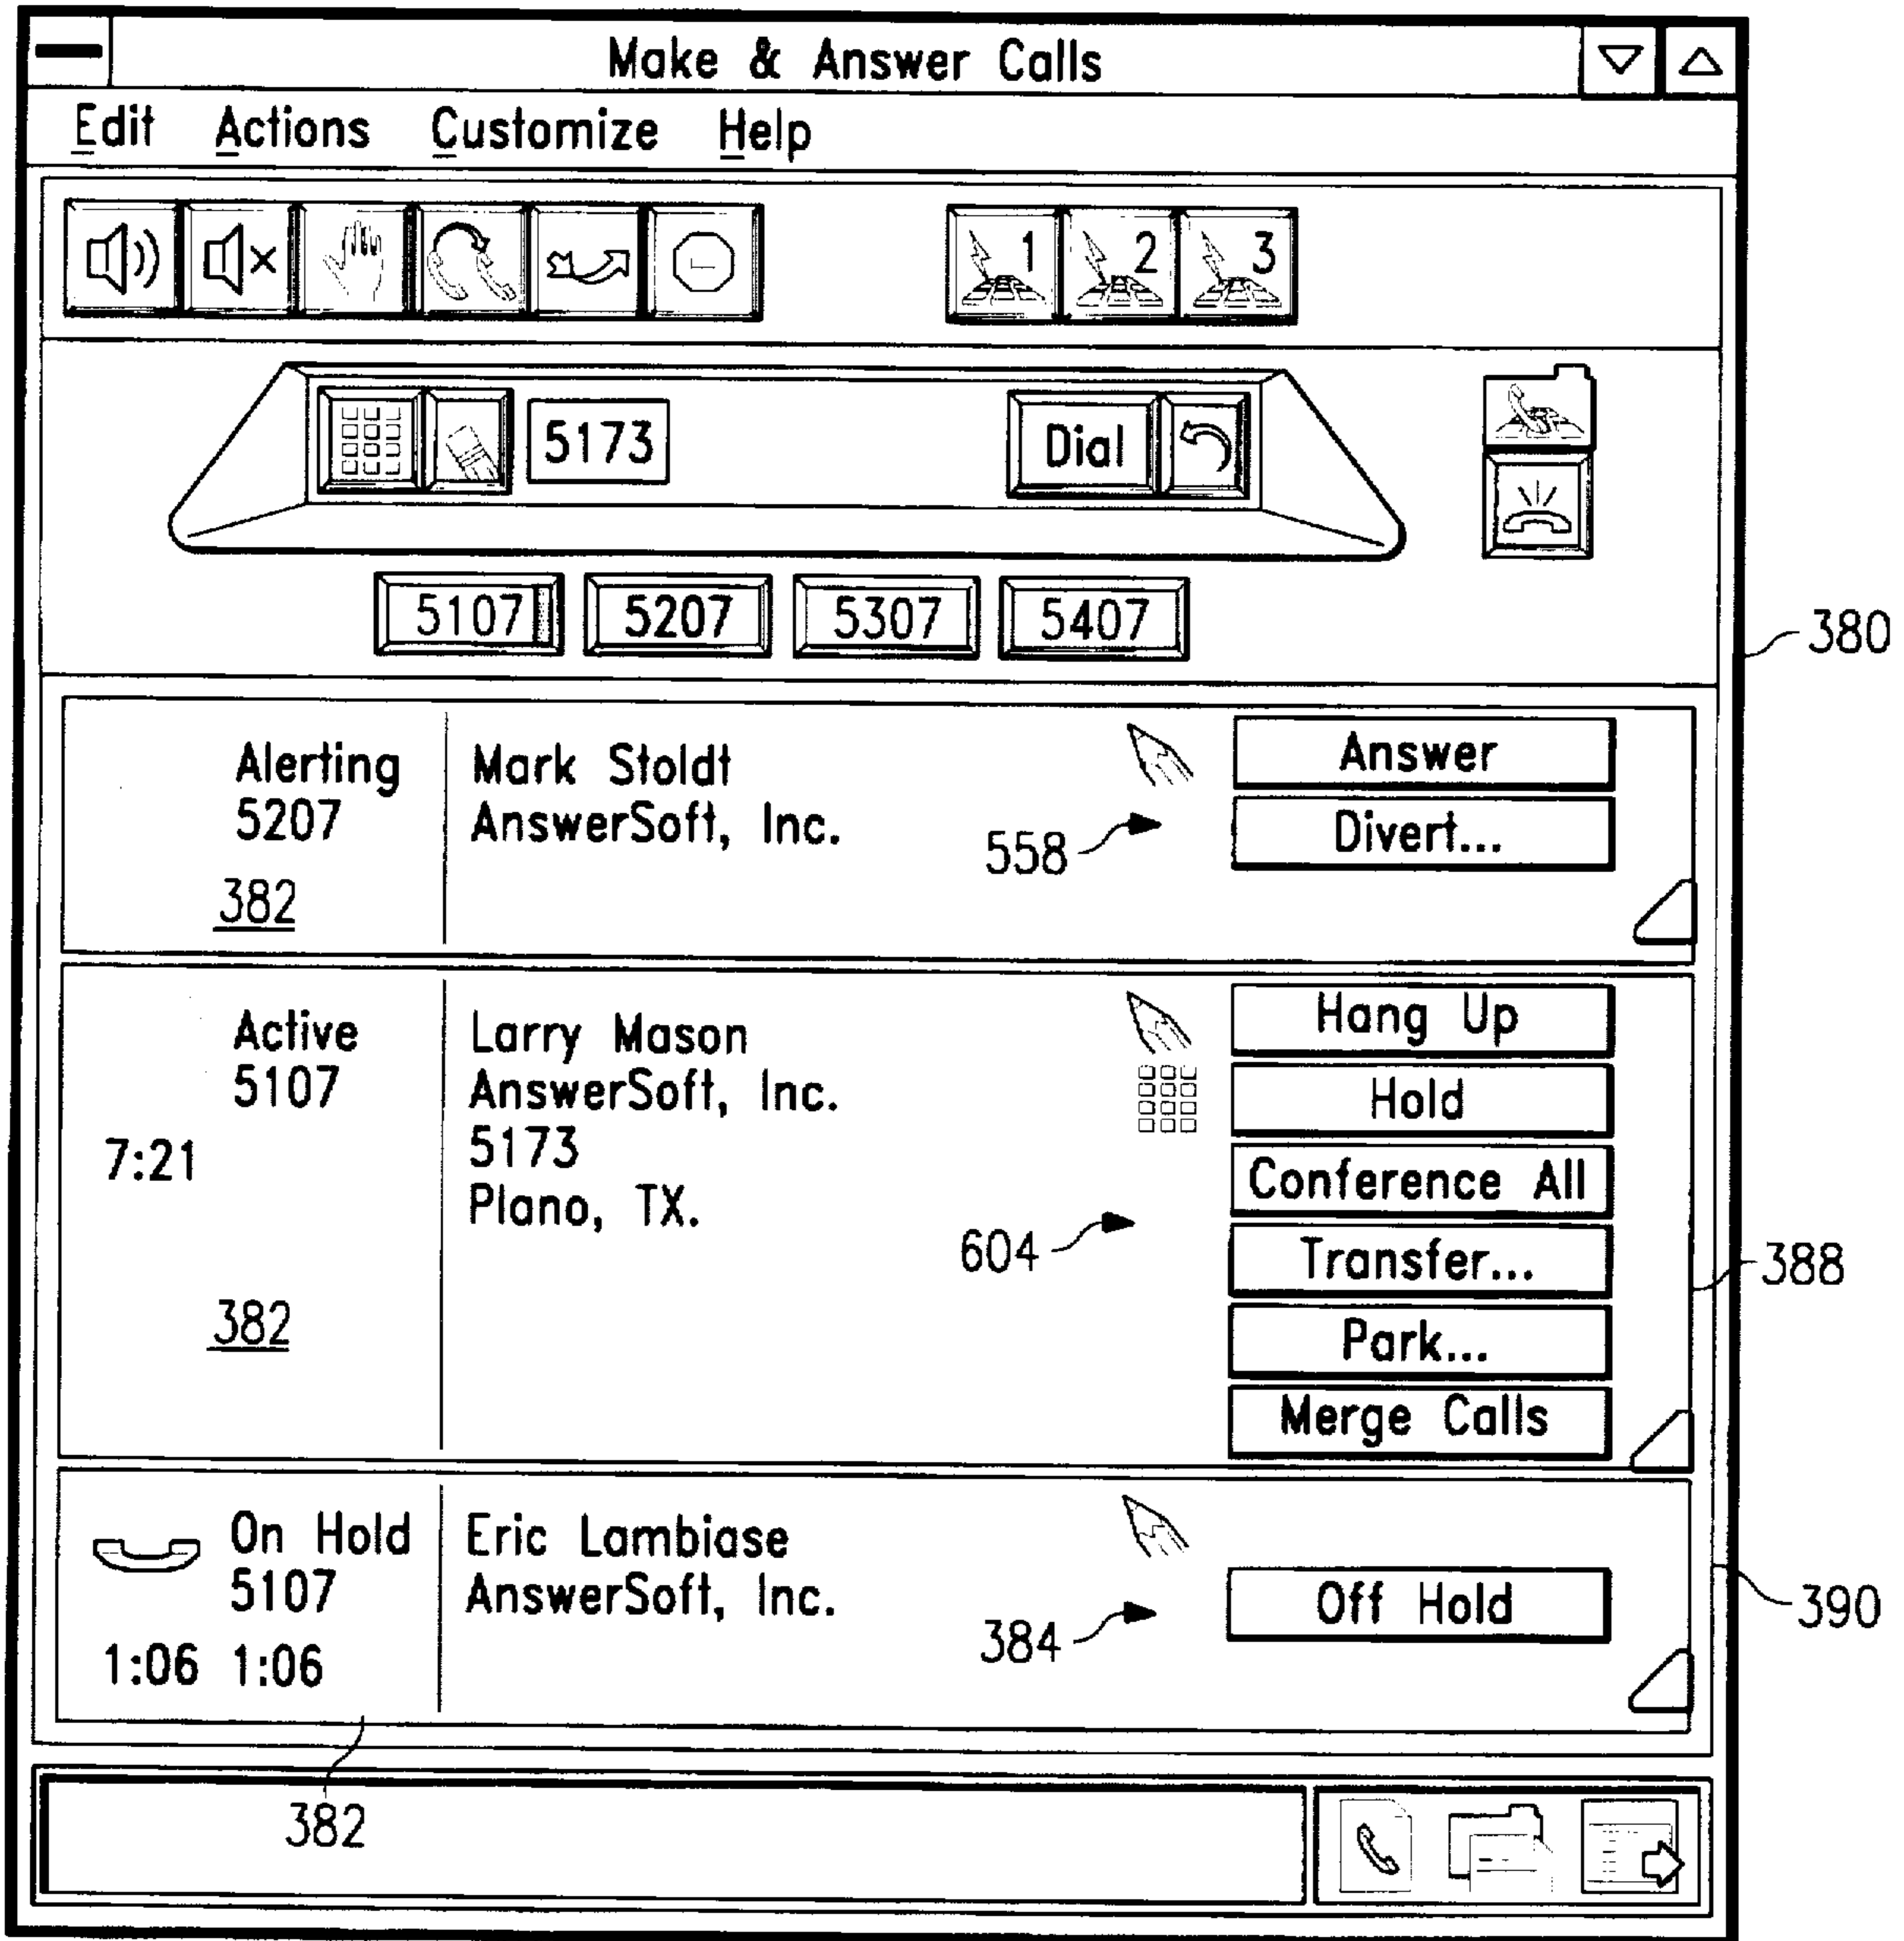 Make & Answer Calls
Edit Actions Customize Help
1 2 3
5173 Dial
5107 5207 5307 5407
380
Alerting
5207
382
Mark Stoldt
AnswerSoft, Inc.
558
Answer
Divert...
Active
5107
7:21
382
Larry Mason
AnswerSoft, Inc.
5173
Plano, TX.
604
Hang Up
Hold
Conference All
Transfer...
Park...
Merge Calls
388
On Hold
5107
1:06 1:06
Eric Lambiase
AnswerSoft, Inc.
384
Off Hold
390
382